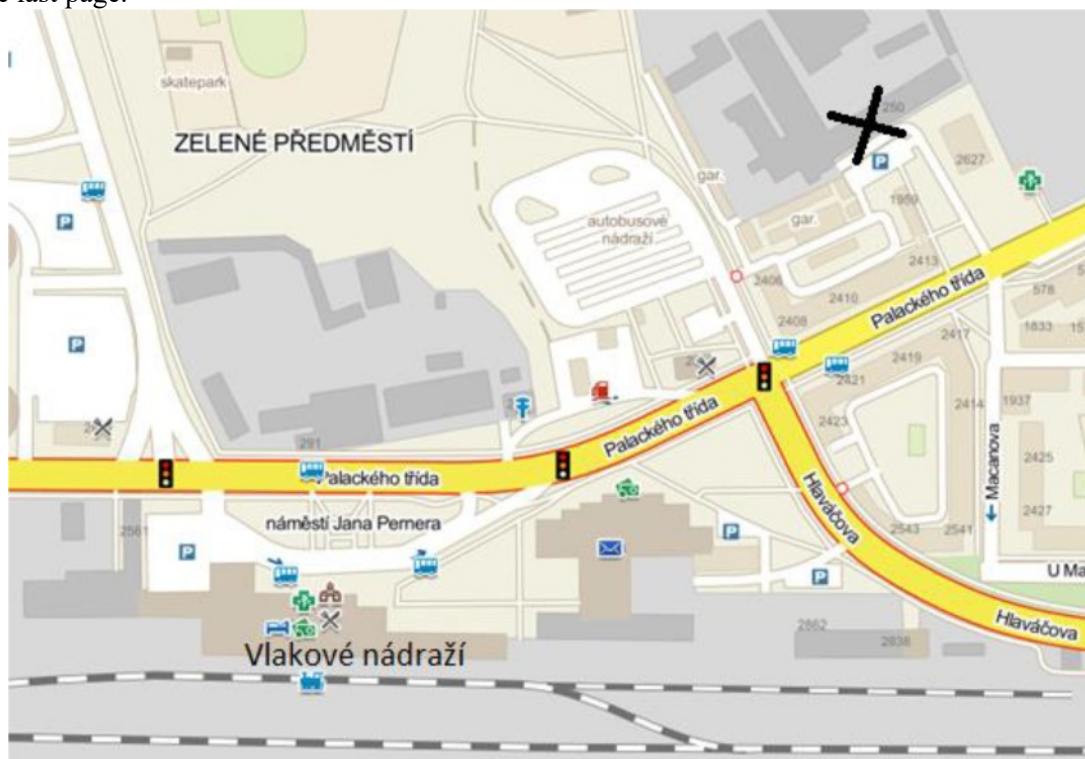 e last page.
skatepark
ZELENÉ PŘEDMĚSTÍ
250
2627
gar.
autobusové
nádraží
gar.
1989
2413
2406
2410
2408
Palackého třída
578
1833
2417
2419
2421
2423
2414
1937
2425
2427
Macanova
Palackého třída
291
Palackého třída
náměstí Jana Pernera
2561
Hlaváčova
2543
2541
U Ma
Hlaváčova
2862
2838
Vlakové nádraží